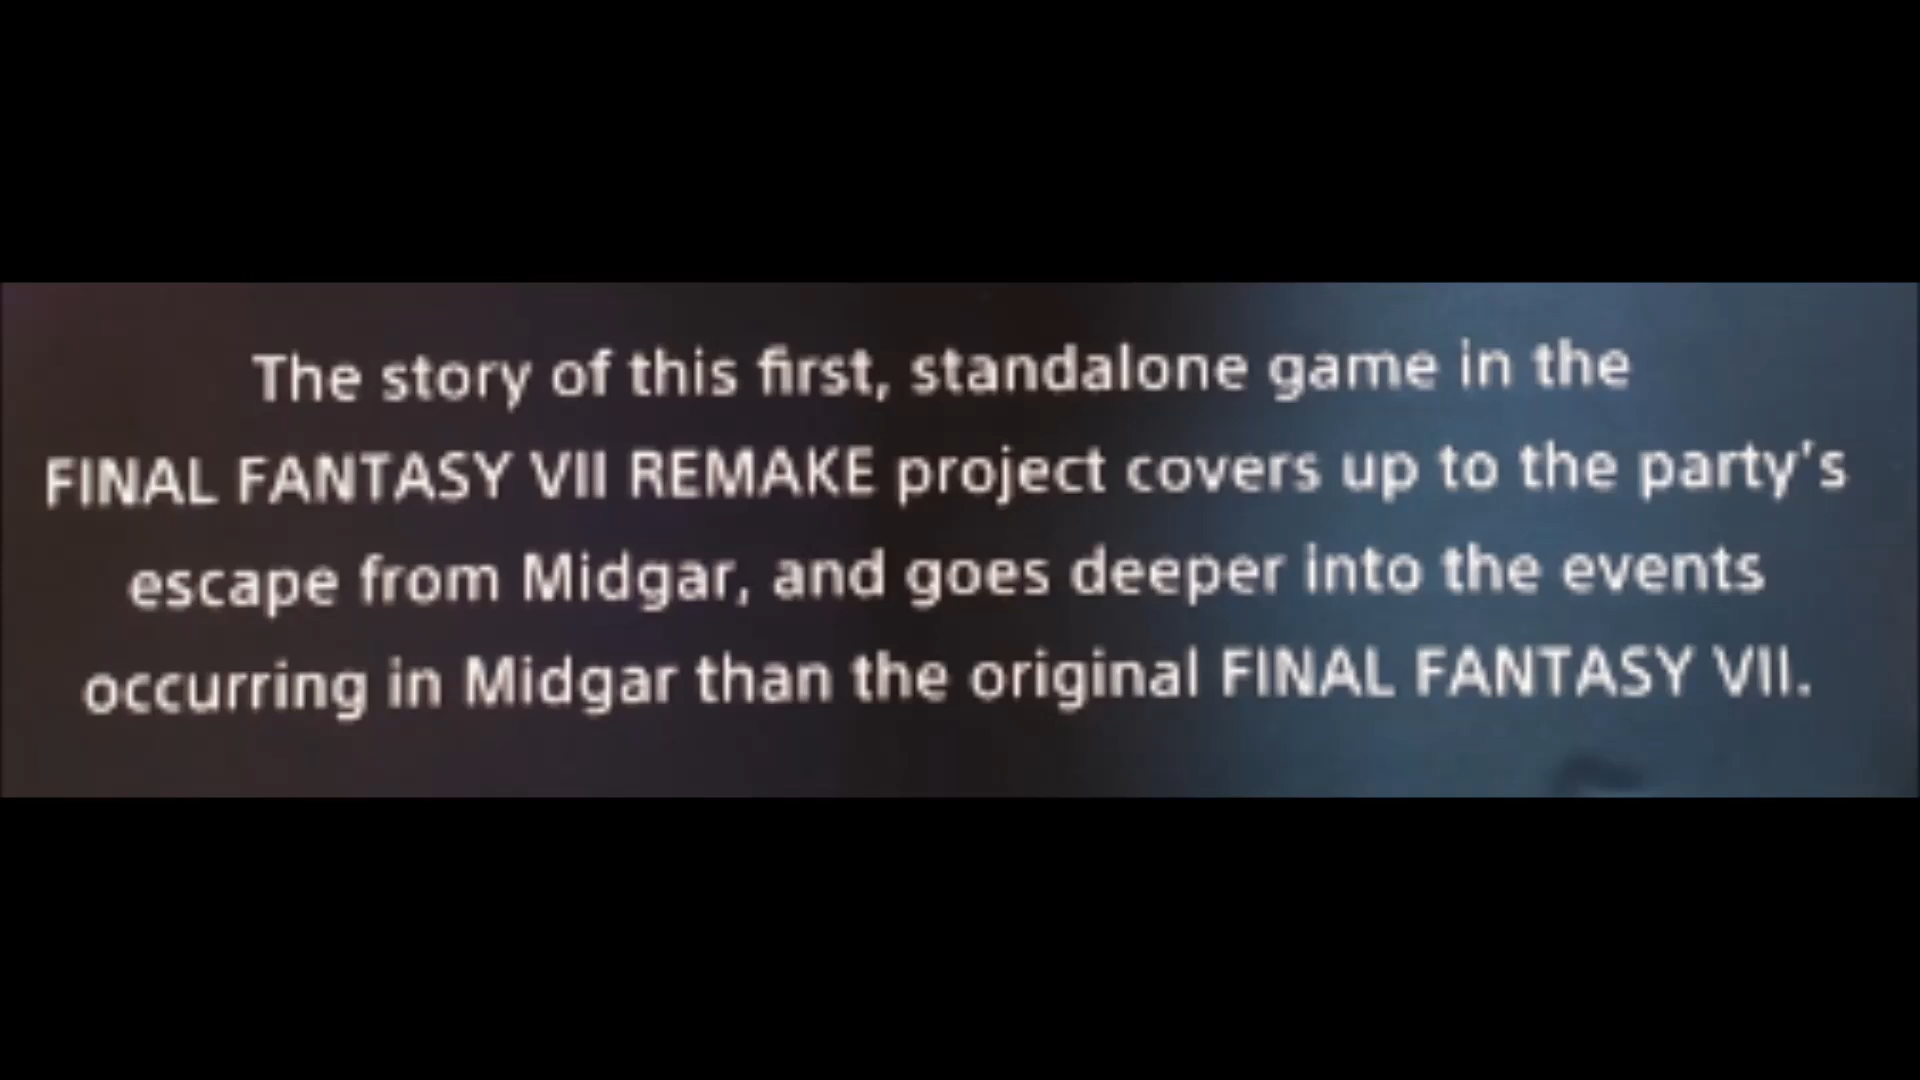 The story of this first, standalone game in the
FINAL FANTASY VII REMAKE project covers up to the party's
escape from Midgar, and goes deeper into the events
occurring in Midgar than the original FINAL FANTASY VII.